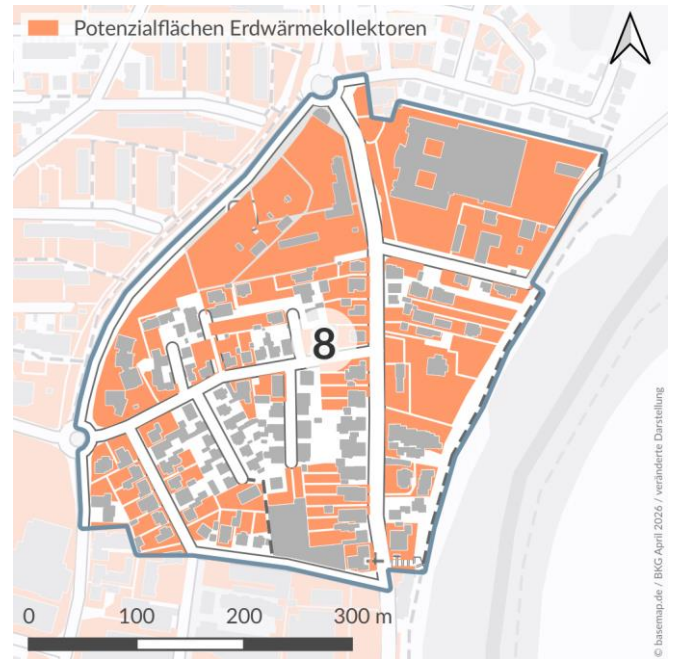 Potenzialflächen Erdwärmekollektoren
8
0 100 200 300 m
© basemap.de / BKG April 2026 / veränderte Darstellung